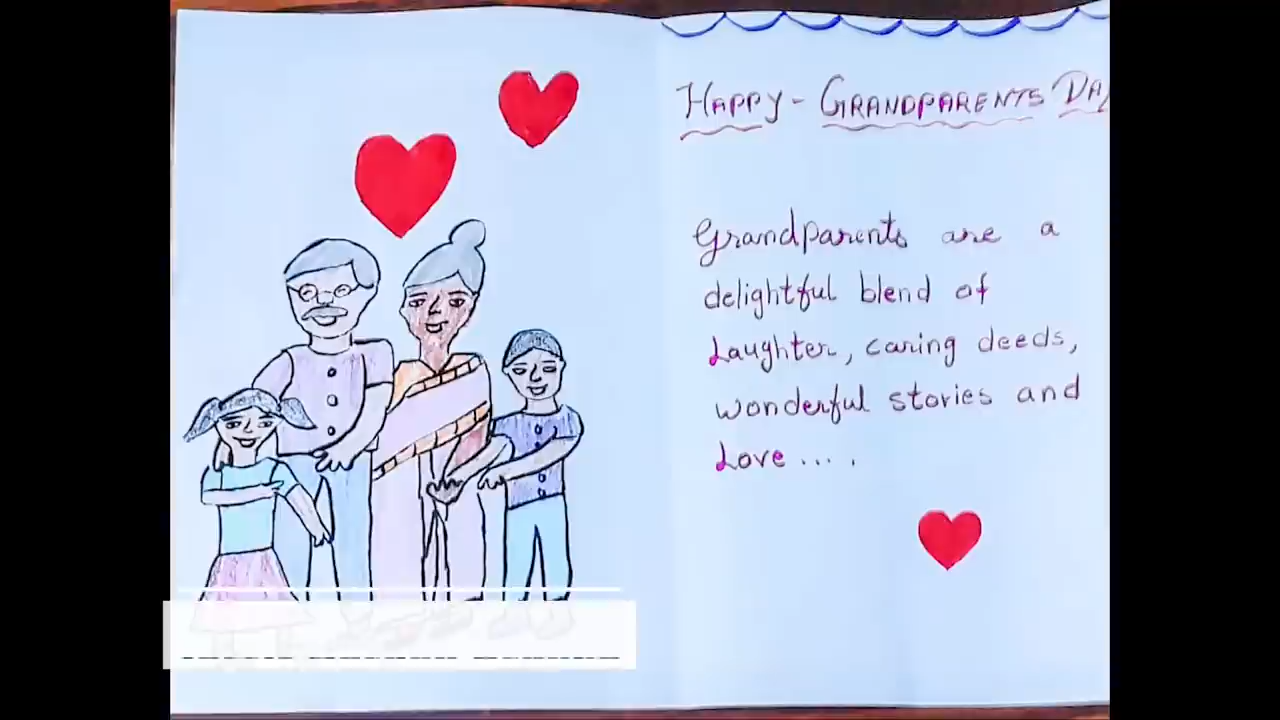 HAPPY - GRANDPARENTS DA
Grandparents are a
delightful blend of
Laughter, caring deeds,
wonderful stories and
Love ... .